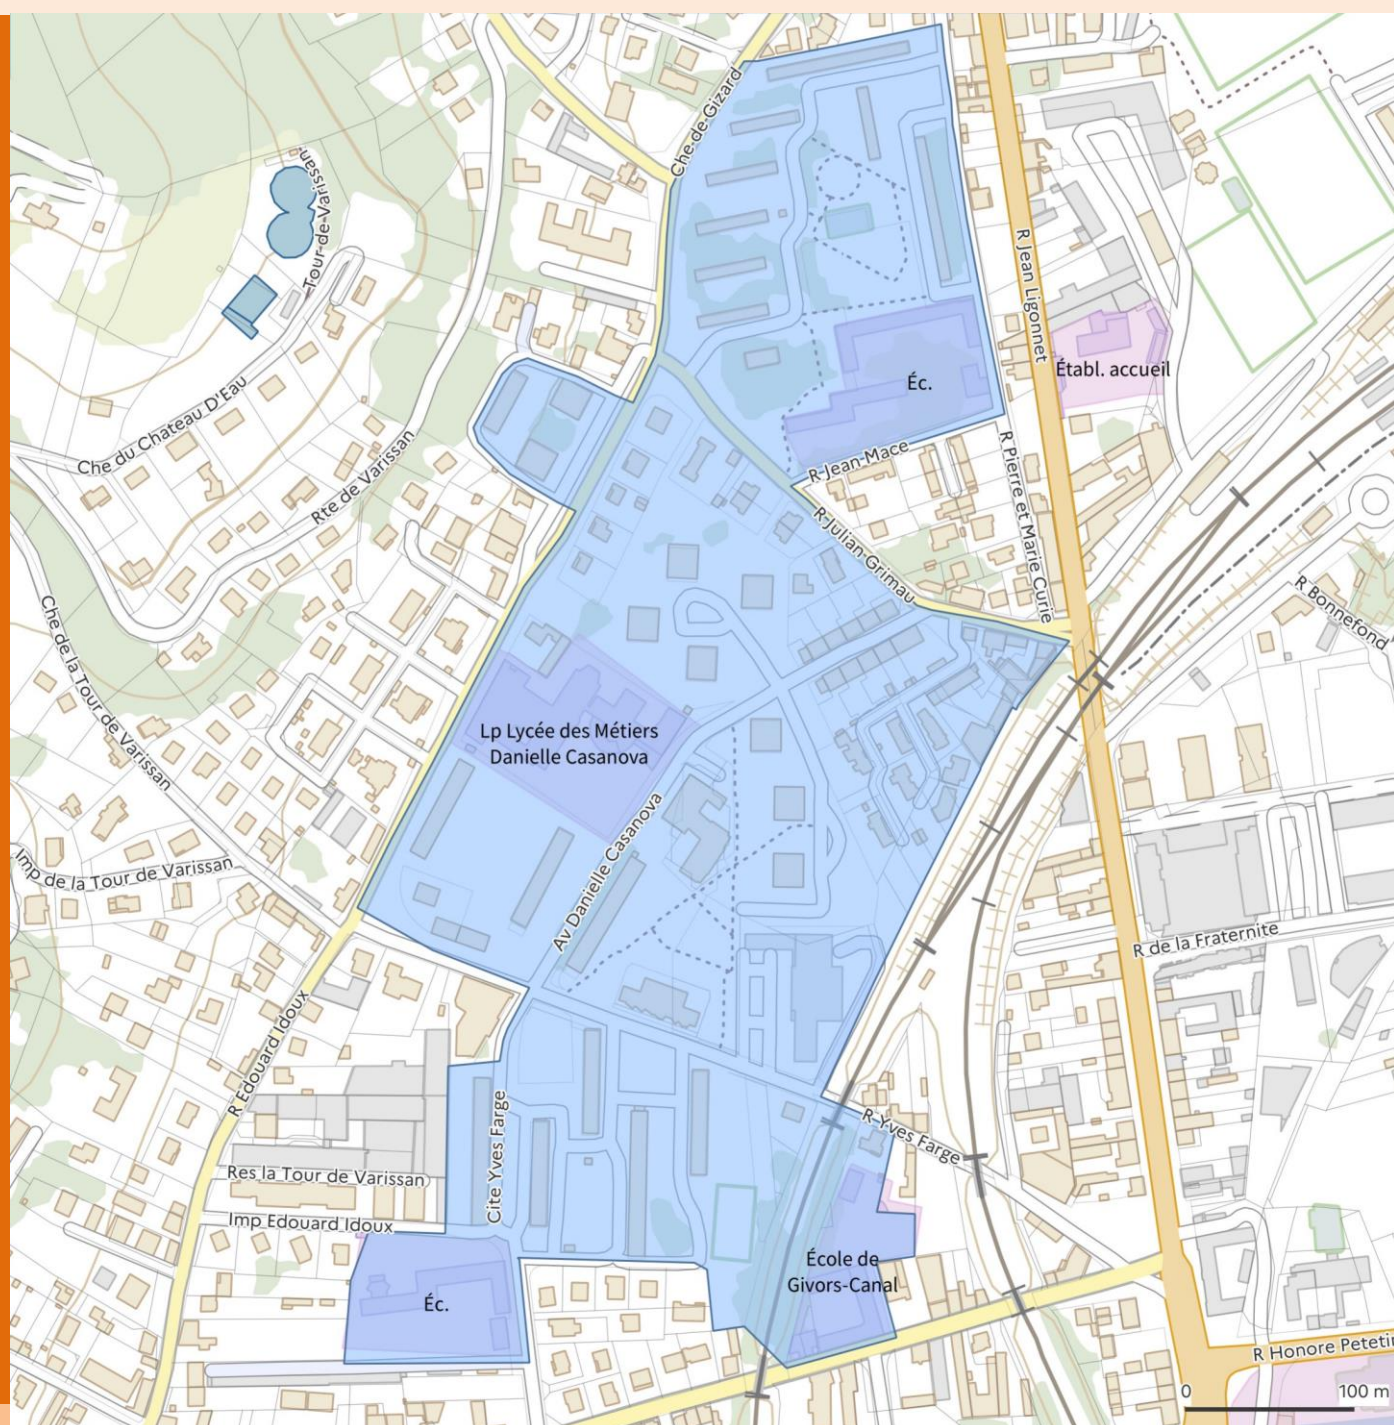 Che de Gizard
Tour de Varissan
R Jean Ligonnet
Établ. accueil
Éc.
Che du Chateau D'Eau
Rte de Varissan
R Jean Mace
R Pierre et Marie Curie
R Julian Grimau
R Bonnefond
Che de la Tour de Varissan
Lp Lycée des Métiers
Danielle Casanova
Av Danielle Casanova
Imp de la Tour de Varissan
R de la Fraternite
R Edouard Idoux
R Yves Farge
Cite Yves Farge
Res la Tour de Varissan
Imp Edouard Idoux
École de
Givors-Canal
Éc.
R Honore Petetin
0 100 m